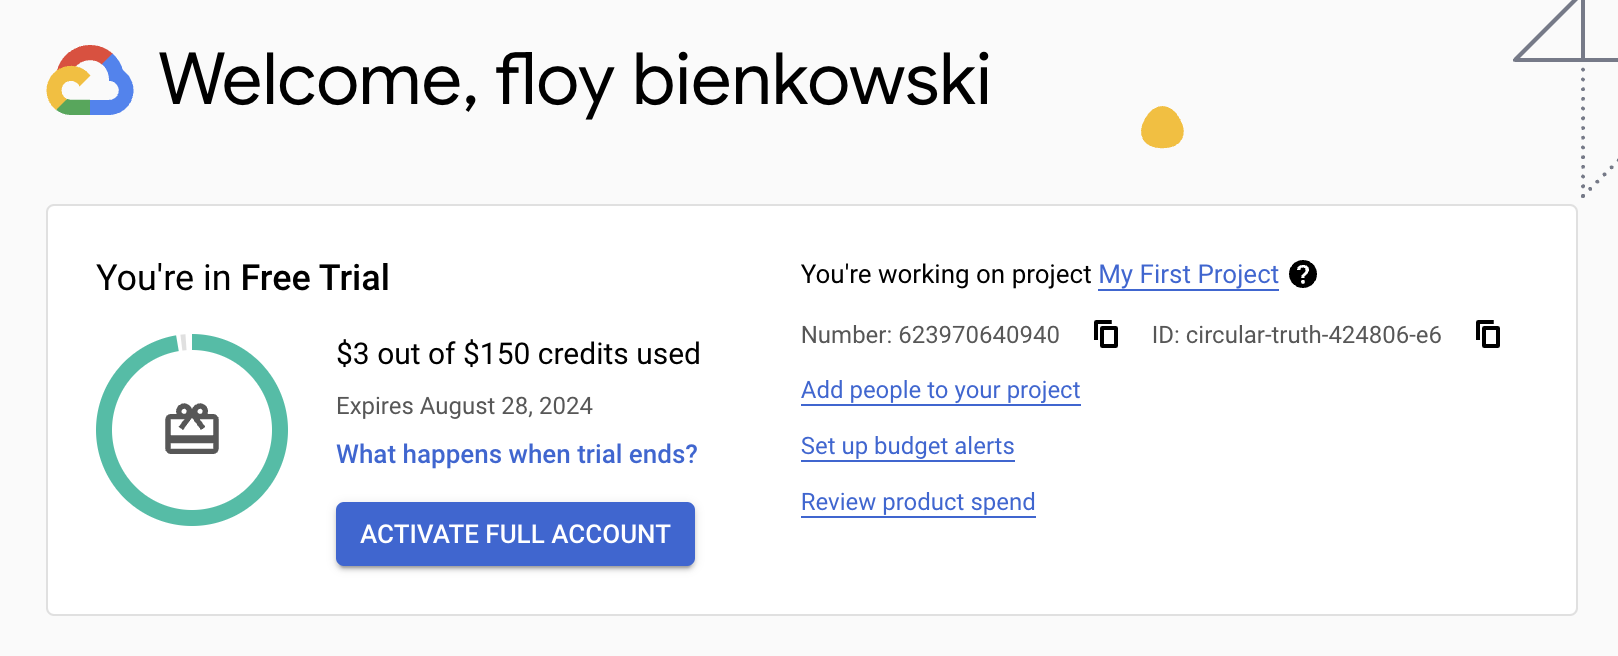 Welcome, floy bienkowski
You're in Free Trial
$3 out of $150 credits used
Expires August 28, 2024
What happens when trial ends?
ACTIVATE FULL ACCOUNT
You're working on project My First Project ?
Number: 623970640940 ID: circular-truth-424806-e6
Add people to your project
Set up budget alerts
Review product spend